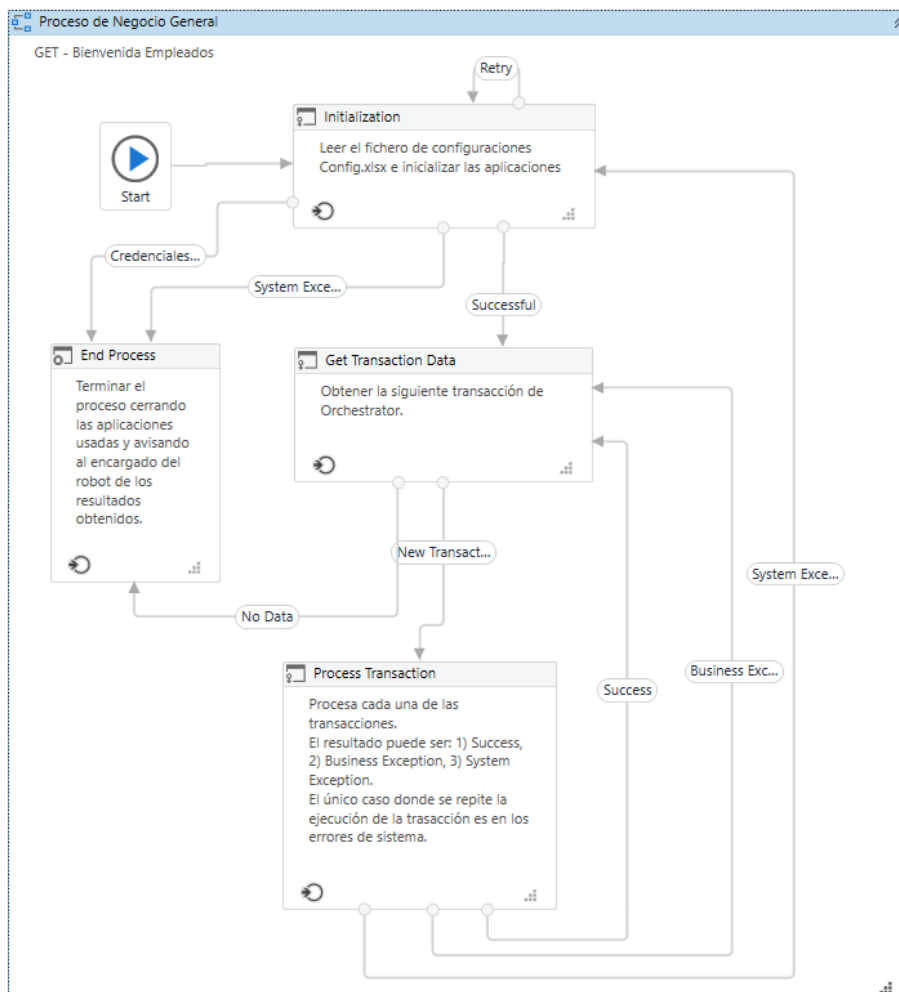 Proceso de Negocio General
GET - Bienvenida Empleados
Retry
Initialization
Leer el fichero de configuraciones
Config.xlsx e inicializar las aplicaciones
Start
Credenciales...
System Exce...
Successful
End Process
Terminar el
proceso cerrando
las aplicaciones
usadas y avisando
al encargado del
robot de los
resultados
obtenidos.
Get Transaction Data
Obtener la siguiente transacción de
Orchestrator.
New Transact...
No Data
System Exce...
Business Exc...
Success
Process Transaction
Procesa cada una de las
transacciones.
El resultado puede ser: 1) Success,
2) Business Exception, 3) System
Exception.
El único caso donde se repite la
ejecución de la trasacción es en los
errores de sistema.